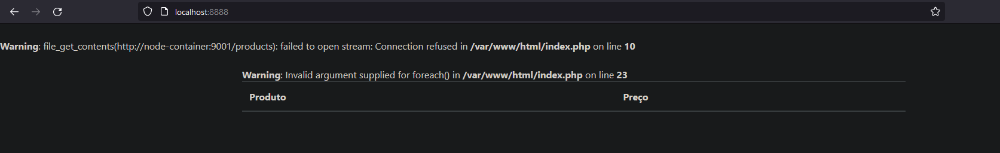 localhost:8888
Warning: file_get_contents(http://node-container:9001/products): failed to open stream: Connection refused in /var/www/html/index.php on line 10
Warning: Invalid argument supplied for foreach() in /var/www/html/index.php on line 23
Produto Preço